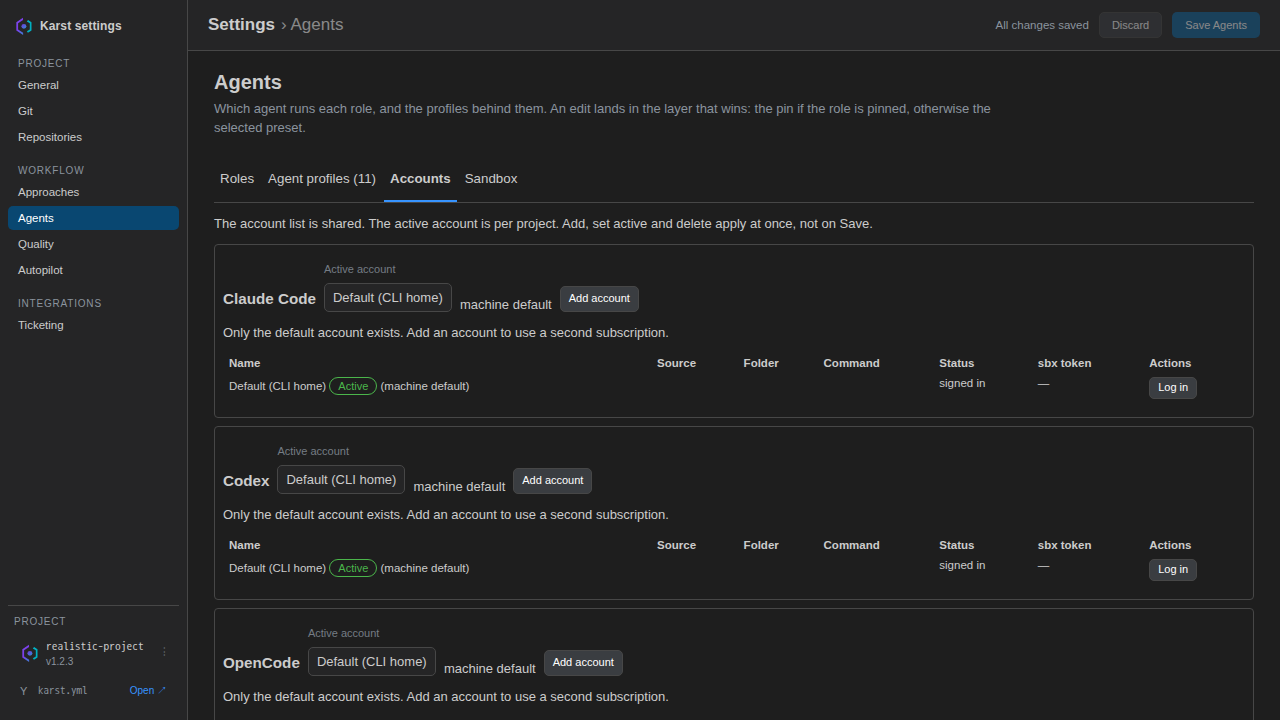 Karst settings
PROJECT
General
Git
Repositories
WORKFLOW
Approaches
Agents
Quality
Autopilot
INTEGRATIONS
Ticketing
PROJECT
realistic-project
v1.2.3
Y karst.yml Open ↗
Settings › Agents
All changes saved Discard Save Agents
Agents
Which agent runs each role, and the profiles behind them. An edit lands in the layer that wins: the pin if the role is pinned, otherwise the
selected preset.
Roles Agent profiles (11) Accounts Sandbox
The account list is shared. The active account is per project. Add, set active and delete apply at once, not on Save.
Active account
Claude Code Default (CLI home) machine default Add account
Only the default account exists. Add an account to use a second subscription.
Name Source Folder Command Status sbx token Actions
Default (CLI home) Active (machine default) signed in — Log in
Active account
Codex Default (CLI home) machine default Add account
Only the default account exists. Add an account to use a second subscription.
Name Source Folder Command Status sbx token Actions
Default (CLI home) Active (machine default) signed in — Log in
Active account
OpenCode Default (CLI home) machine default Add account
Only the default account exists. Add an account to use a second subscription.